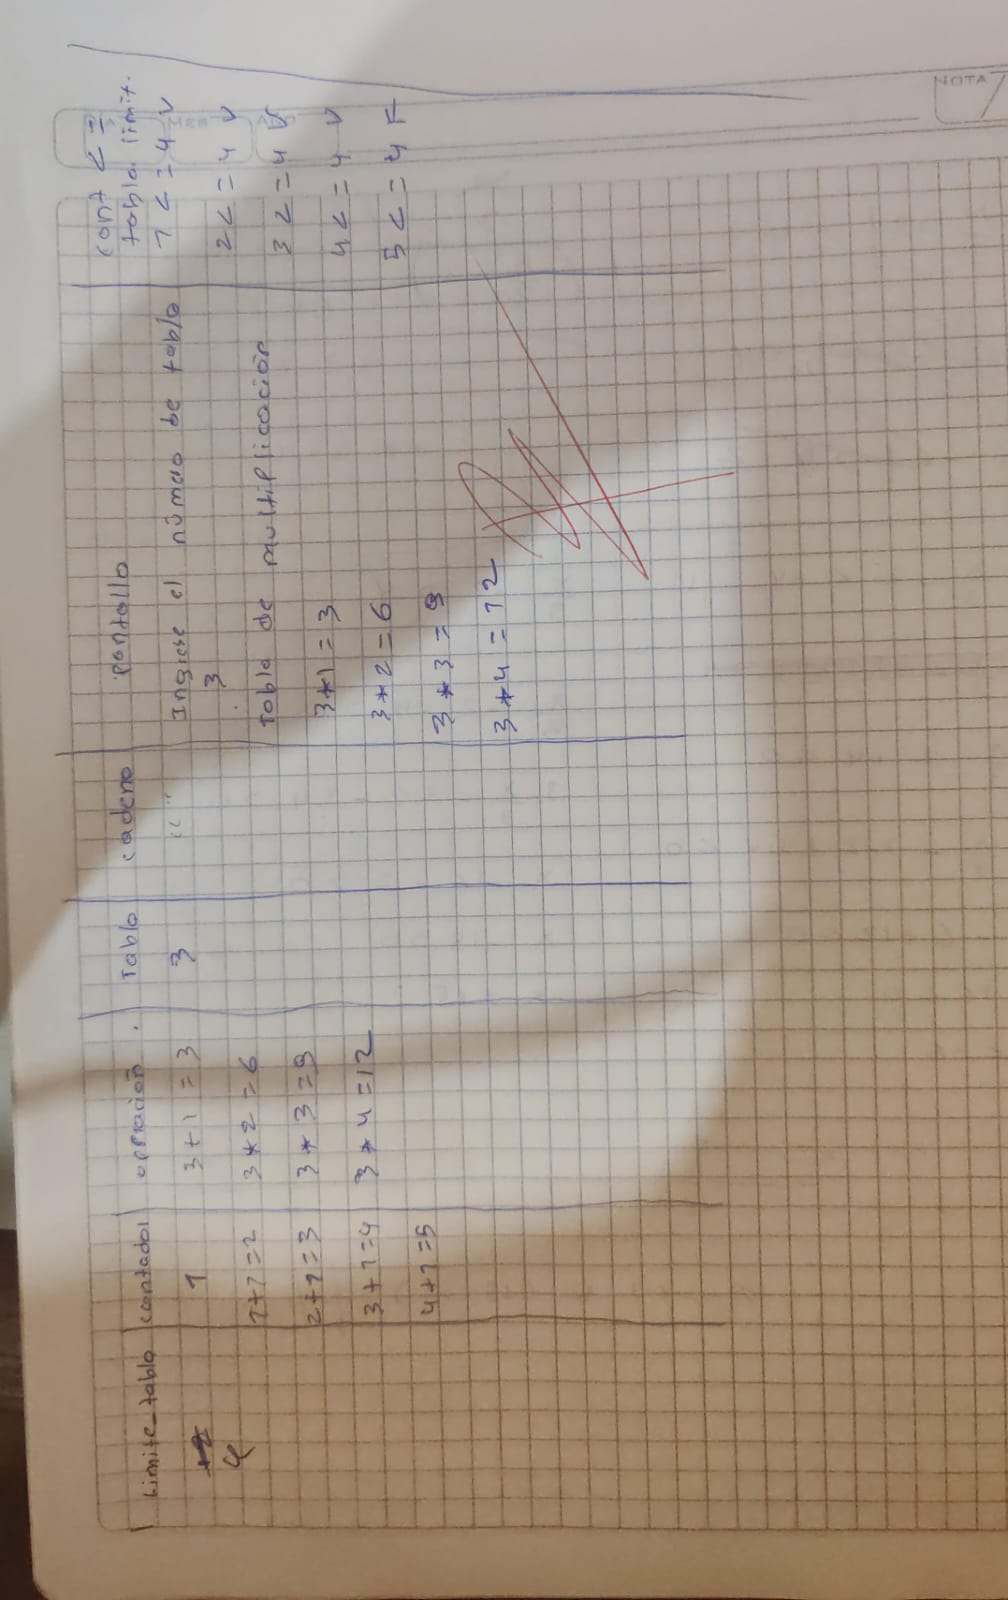 Limite_tabla contador operación . Tabla cadena pantalla cont <= tabla. limit.
4 1 3+1=3 3 " " Ingrese el número de tabla 1 <= 4 V
1+1=2 3*2=6 . 3 2 <= 4 V
2+1=3 3*3=9 Tabla de multiplicación 3 <= 4 V
3+1=4 3*4=12 3*1=3 4 <= 4 V
4+1=5 3*2=6 5 <= 4 F
3*3=9
3*4=12
NOTA